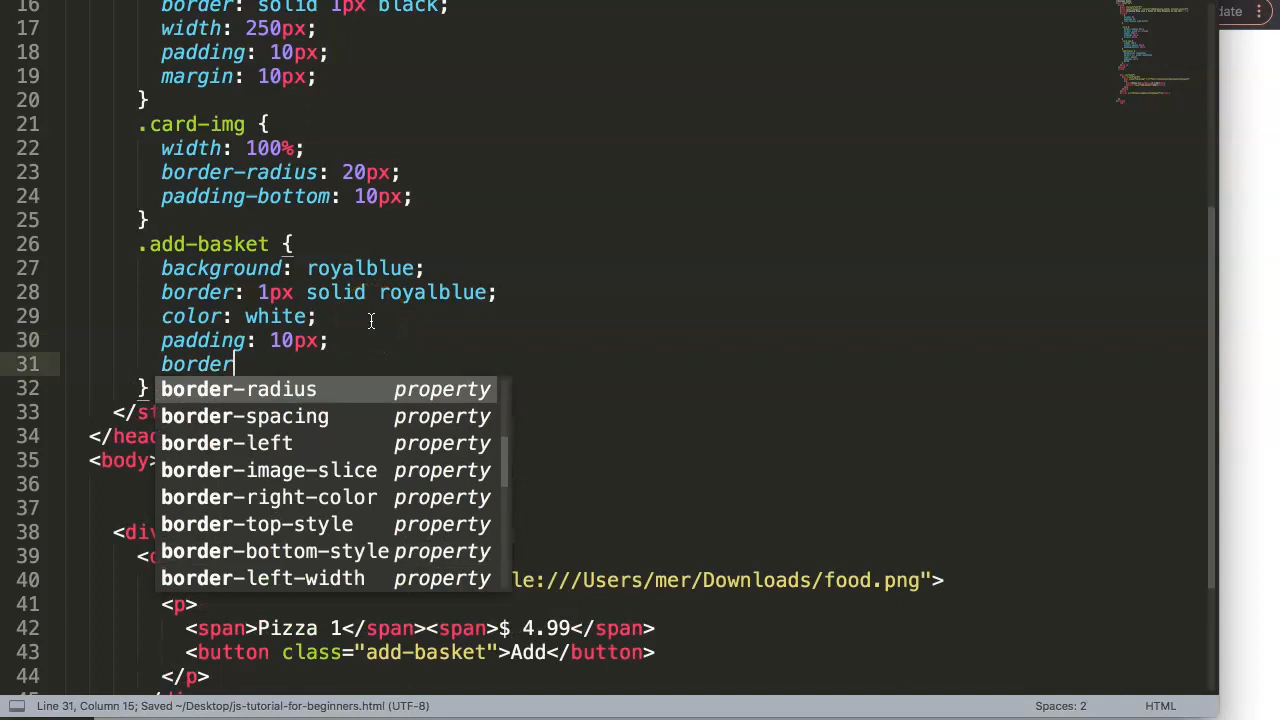 16 border: solid 1px black;
date
17 width: 250px;
18 padding: 10px;
19 margin: 10px;
20 }
21 .card-img {
22 width: 100%;
23 border-radius: 20px;
24 padding-bottom: 10px;
25 }
26 .add-basket {
27 background: royalblue;
28 border: 1px solid royalblue;
29 color: white;
30 padding: 10px;
31 border
32 }
border-radius property
border-spacing property
border-left property
border-image-slice property
border-right-color property
border-top-style property
border-bottom-style property
border-left-width property
33 </st
34 </head
35 <body>
36
37
38 <div
39
40 le:///Users/mer/Downloads/food.png">
41 <p>
42 <span>Pizza 1</span><span>$ 4.99</span>
43 <button class="add-basket">Add</button>
44 </p>
Line 31, Column 15; Saved ~/Desktop/js-tutorial-for-beginners.html (UTF-8)
Spaces: 2
HTML